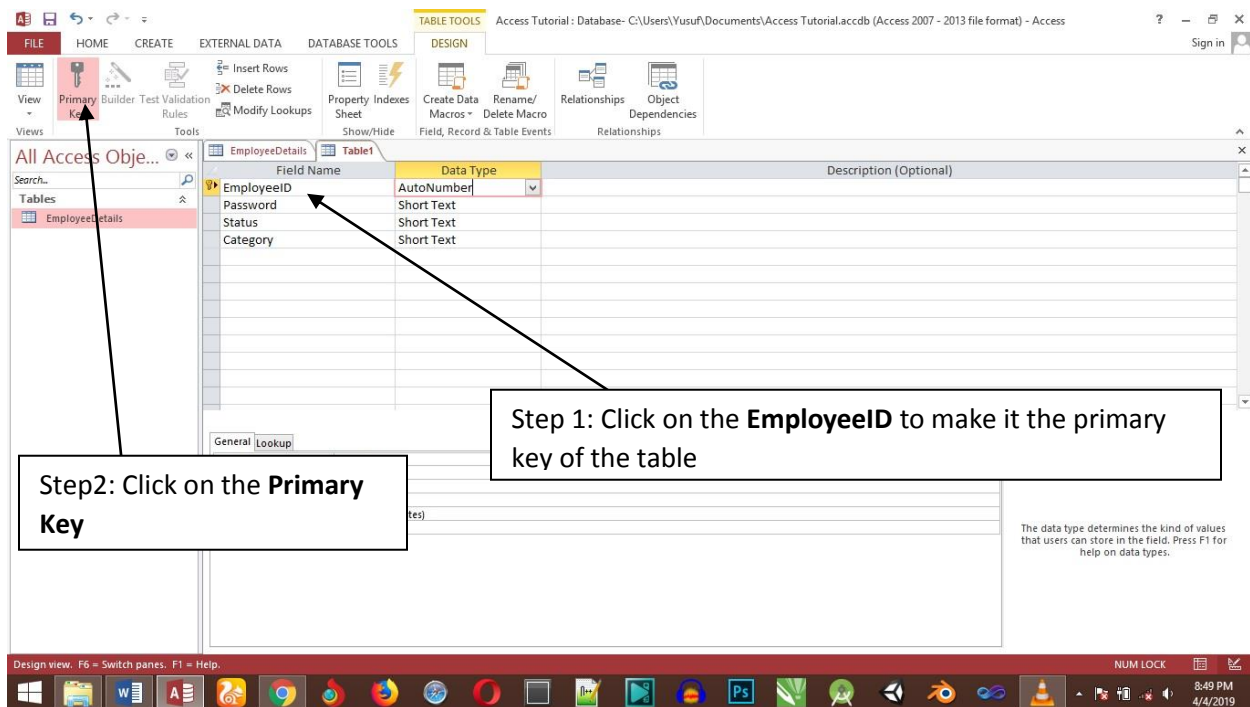 TABLE TOOLS
Access Tutorial : Database- C:\Users\Yusuf\Documents\Access Tutorial.accdb (Access 2007 - 2013 file format) - Access
?
FILE HOME CREATE EXTERNAL DATA DATABASE TOOLS DESIGN Sign in
View
Primary
Builder
Test Validation
Rules
Insert Rows
Delete Rows
Modify Lookups
Property
Sheet
Indexes
Create Data
Macros
Rename/
Delete Macro
Relationships
Object
Dependencies
Views
Tools
Show/Hide
Field, Record & Table Events
Relationships
All Access Obje...
Search...
Tables
EmployeeDetails
EmployeeDetails Table1
Field Name Data Type Description (Optional)
EmployeeID AutoNumber
Password Short Text
Status Short Text
Category Short Text
Step 1: Click on the EmployeeID to make it the primary
key of the table
General Lookup
Step2: Click on the Primary
Key
tes)
The data type determines the kind of values
that users can store in the field. Press F1 for
help on data types.
Design view. F6 = Switch panes. F1 = Help.
NUM LOCK
Ps
8:49 PM
4/4/2019